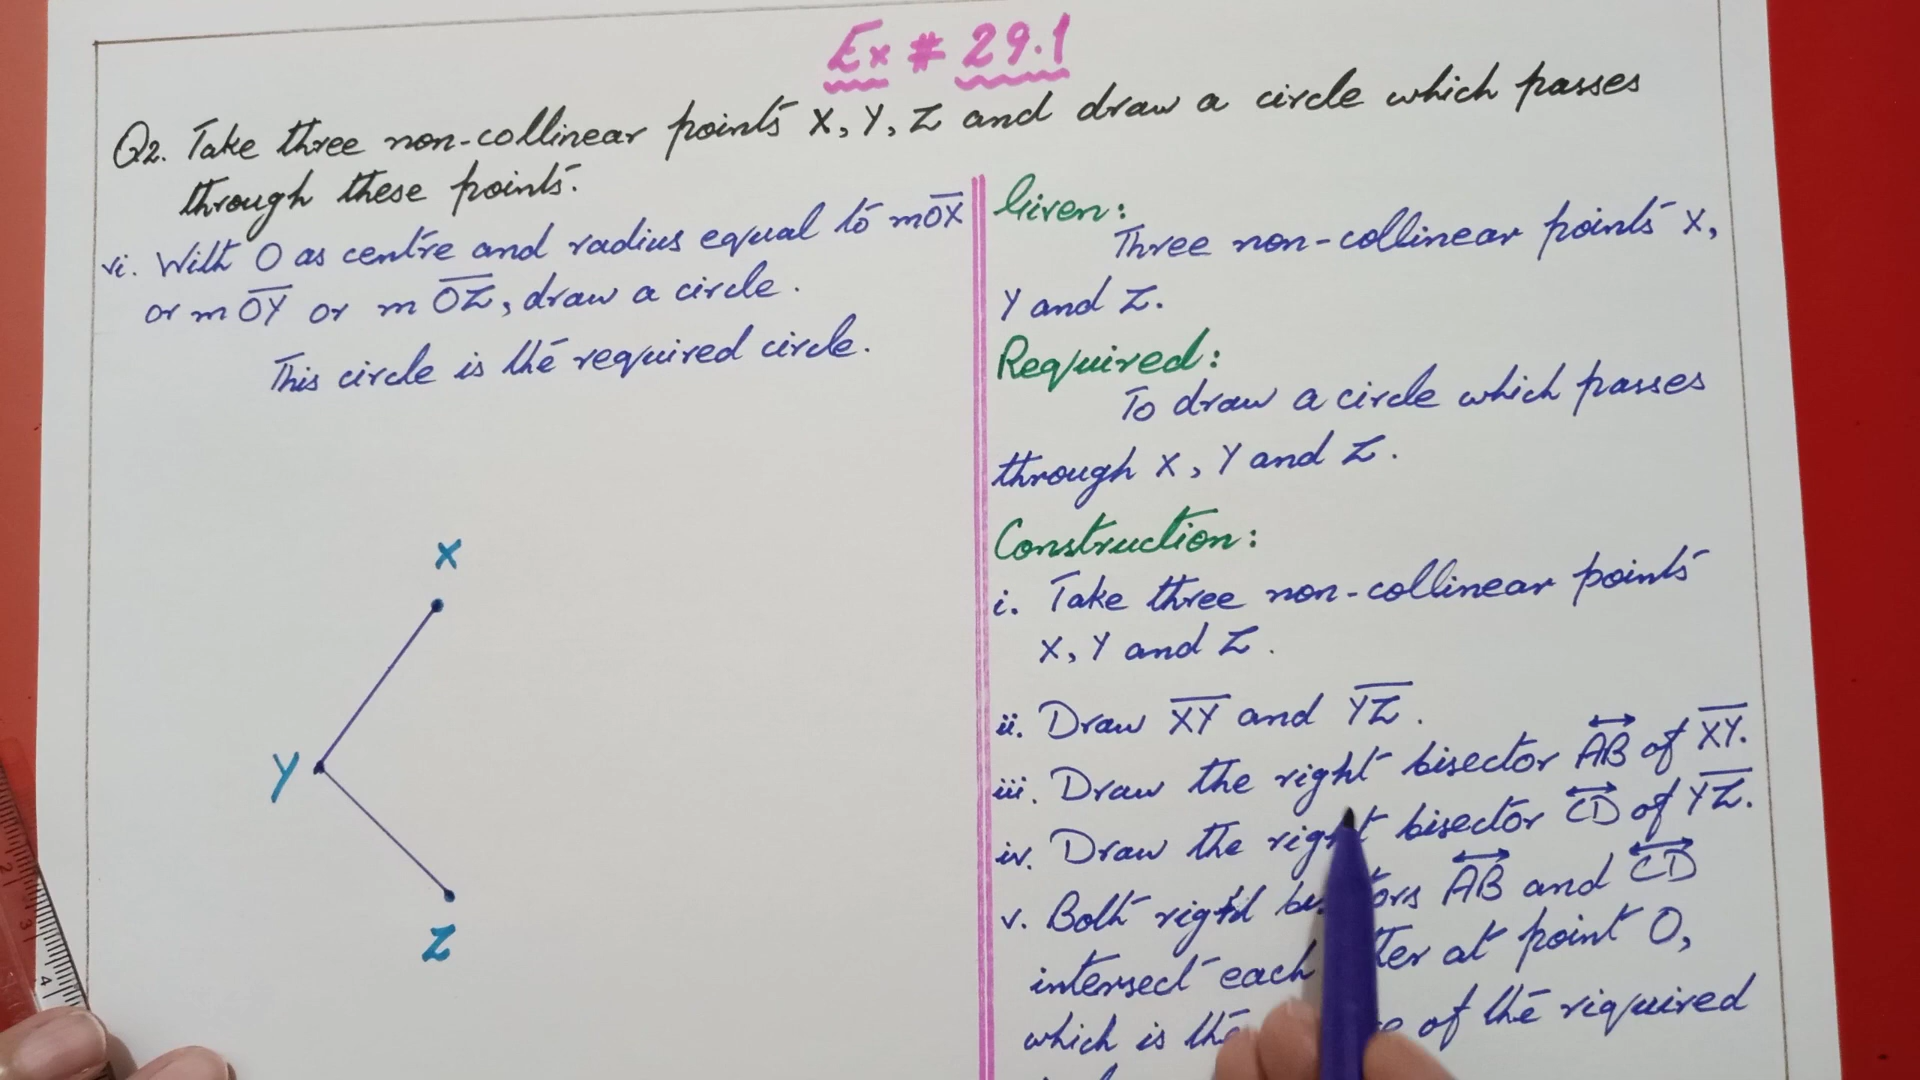 Ex # 29.1
Q2. Take three non-collinear points X, Y, Z and draw a circle which passes
through these points.
vi. With O as centre and radius equal to mOX
or mOY or mOZ, draw a circle.
This circle is the required circle.
X
Y
Z
Given:
Three non-collinear points X,
Y and Z.
Required:
To draw a circle which passes
through X, Y and Z.
Construction:
i. Take three non-collinear points
X, Y and Z.
ii. Draw XY and YZ.
iii. Draw the right bisector AB of XY.
iv. Draw the right bisector CD of YZ.
v. Both right AB and CD
intersect each at point O,
which is of the required
2
3
4